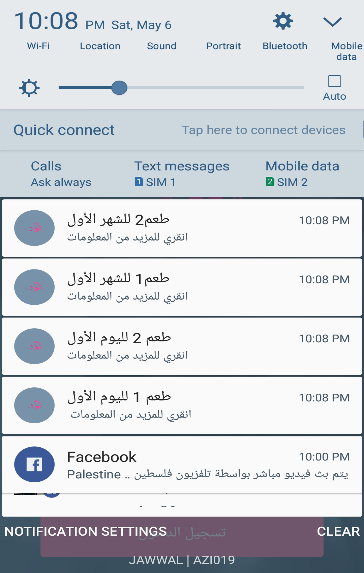 10:08 PM Sat, May 6
Wi-Fi Location Sound Portrait Bluetooth Mobile data
Auto
Quick connect Tap here to connect devices
Calls Text messages Mobile data
Ask always 1 SIM 1 2 SIM 2
طعم2 للشهر الأول 10:08 PM
انقري للمزيد من المعلومات
طعم1 للشهر الأول 10:08 PM
انقري للمزيد من المعلومات
طعم 2 لليوم الأول 10:08 PM
انقري للمزيد من المعلومات
طعم 1 لليوم الأول 10:08 PM
انقري للمزيد من المعلومات
Facebook 10:00 PM
يتم بث فيديو مباشر بواسطة تلفزيون فلسطين .. Palestine
NOTIFICATION SETTINGS CLEAR
تسجيل الدخول
JAWWAL | AZI019